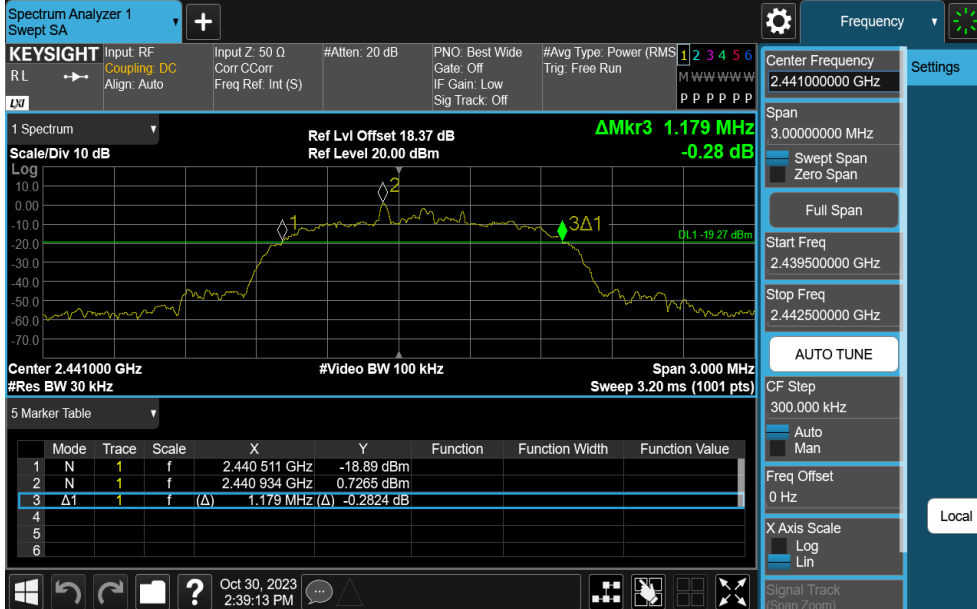 Spectrum Analyzer 1
Swept SA
Frequency
KEYSIGHT
R L
LXI
Input: RF
Coupling: DC
Align: Auto
Input Z: 50 Ω
Corr CCorr
Freq Ref: Int (S)
#Atten: 20 dB
PNO: Best Wide
Gate: Off
IF Gain: Low
Sig Track: Off
#Avg Type: Power (RMS
Trig: Free Run
1 2 3 4 5 6
M W W W W W
P P P P P P
1 Spectrum
Scale/Div 10 dB
Ref Lvl Offset 18.37 dB
Ref Level 20.00 dBm
ΔMkr3 1.179 MHz
-0.28 dB
Log
10.0
0.00
-10.0
-20.0
-30.0
-40.0
-50.0
-60.0
-70.0
1
2
3Δ1
DL1 -19.27 dBm
Center 2.441000 GHz
#Video BW 100 kHz
Span 3.000 MHz
#Res BW 30 kHz
Sweep 3.20 ms (1001 pts)
5 Marker Table
Mode Trace Scale X Y Function Function Width Function Value
1 N 1 f 2.440 511 GHz -18.89 dBm
2 N 1 f 2.440 934 GHz 0.7265 dBm
3 Δ1 1 f (Δ) 1.179 MHz (Δ) -0.2824 dB
4
5
6
?
Oct 30, 2023
2:39:13 PM
Center Frequency
2.441000000 GHz
Span
3.00000000 MHz
Swept Span
Zero Span
Full Span
Start Freq
2.439500000 GHz
Stop Freq
2.442500000 GHz
AUTO TUNE
CF Step
300.000 kHz
Auto
Man
Freq Offset
0 Hz
X Axis Scale
Log
Lin
Signal Track
(Span Zoom)
Settings
Local